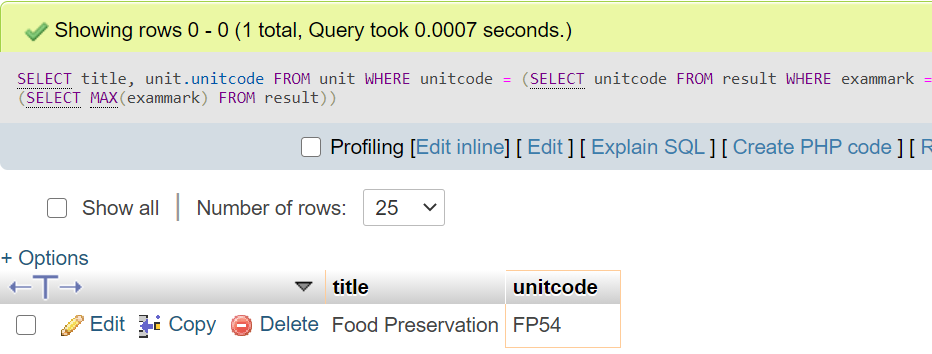 Showing rows 0 - 0 (1 total, Query took 0.0007 seconds.)
SELECT title, unit.unitcode FROM unit WHERE unitcode = (SELECT unitcode FROM result WHERE exammark =
(SELECT MAX(exammark) FROM result))
Profiling [Edit inline] [ Edit ] [ Explain SQL ] [ Create PHP code ] [ R
Show all | Number of rows: 25
+ Options
←T→ title unitcode
Edit Copy Delete Food Preservation FP54